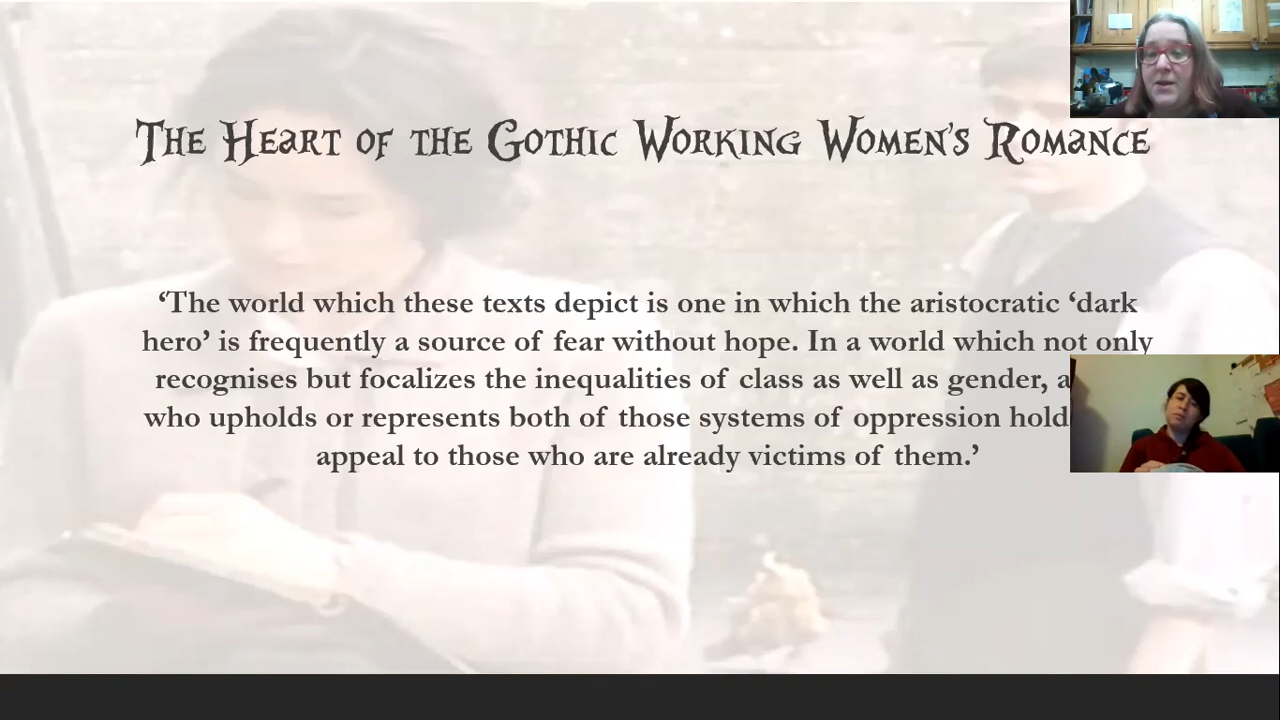 The Heart of the Gothic Working Women's Romance
‘The world which these texts depict is one in which the aristocratic ‘dark
hero’ is frequently a source of fear without hope. In a world which not only
recognises but focalizes the inequalities of class as well as gender, a
who upholds or represents both of those systems of oppression hold
appeal to those who are already victims of them.’